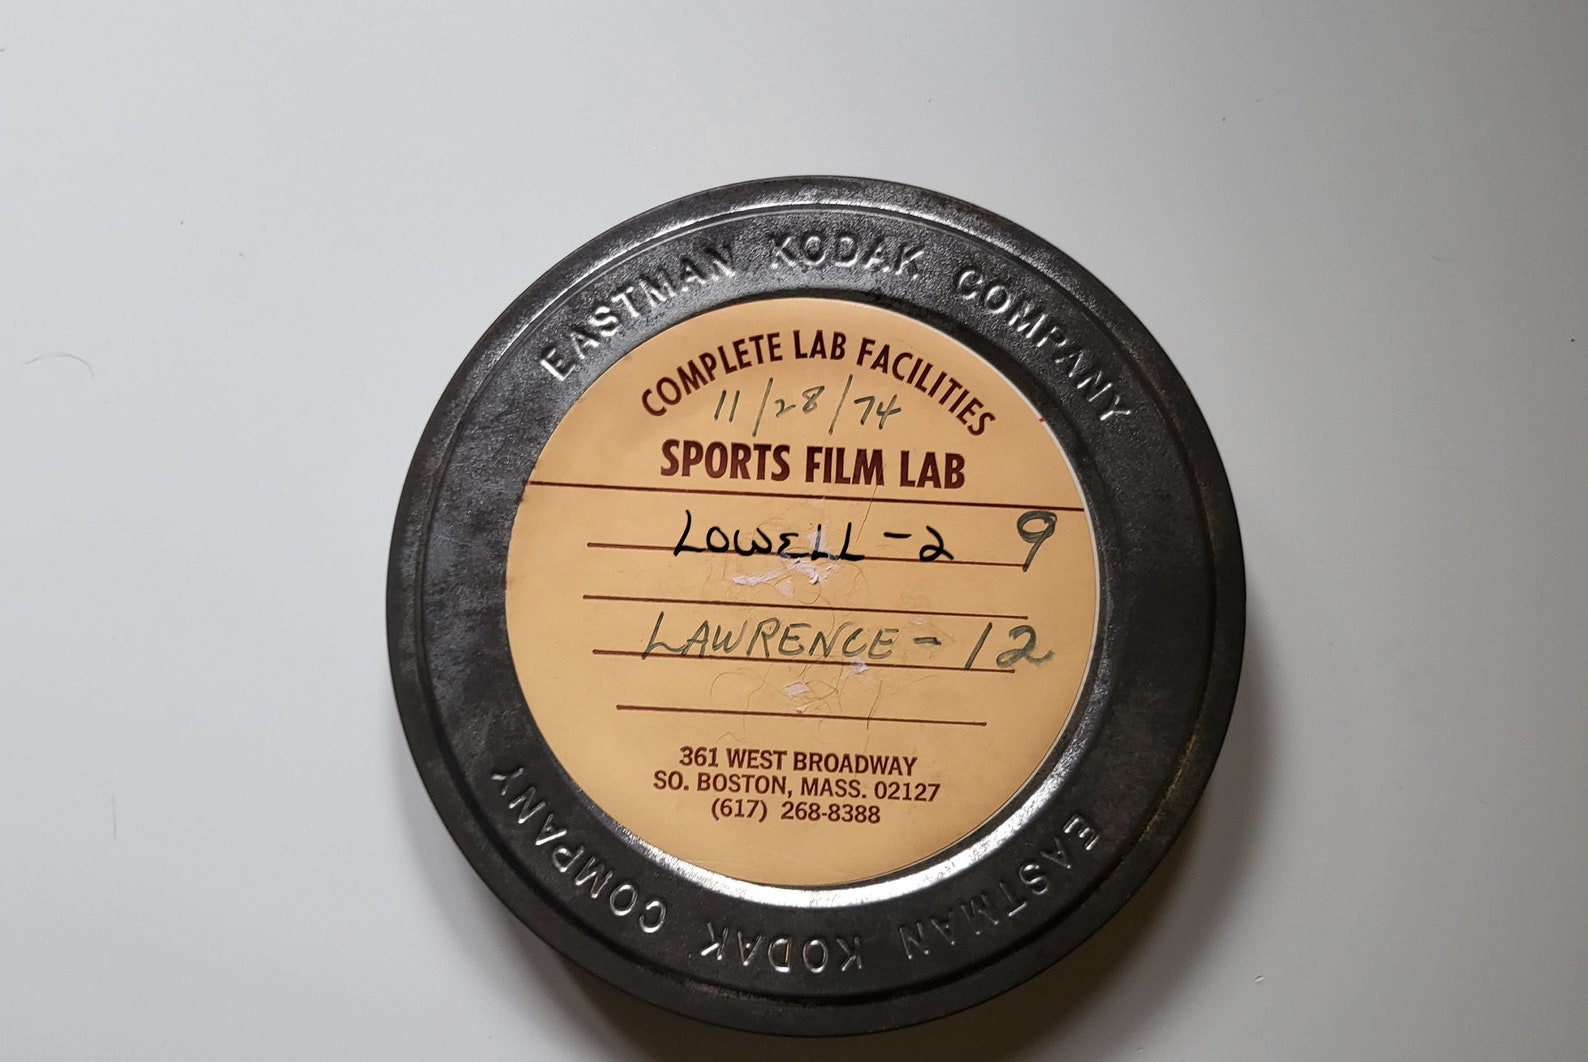 EASTMAN KODAK COMPANY
COMPLETE LAB FACILITIES
11/28/74
SPORTS FILM LAB
LOWELL - 2 9
LAWRENCE - 12
361 WEST BROADWAY
SO. BOSTON, MASS. 02127
(617) 268-8388
EASTMAN KODAK COMPANY